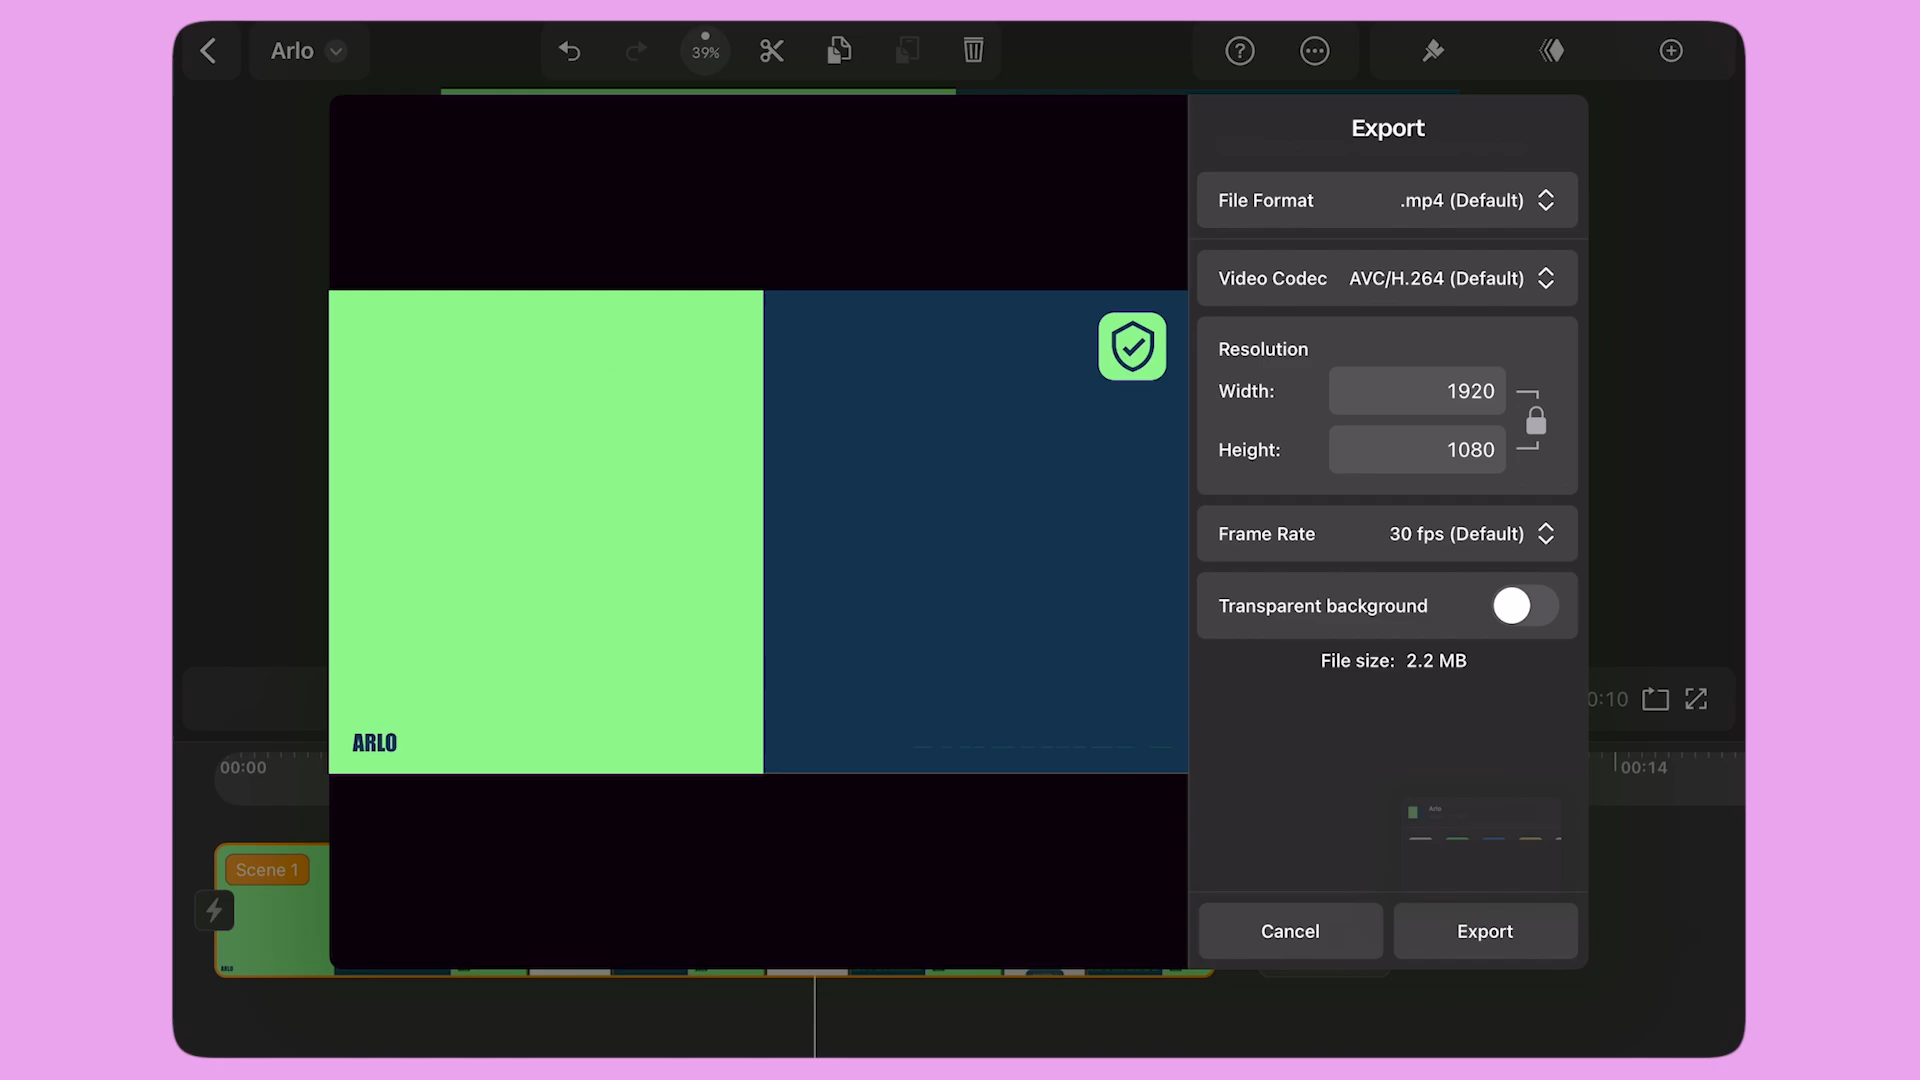 Arlo
39%
Export
File Format .mp4 (Default)
Video Codec AVC/H.264 (Default)
Resolution
Width: 1920
Height: 1080
Frame Rate 30 fps (Default)
Transparent background
File size: 2.2 MB
ARLO
0:10
00:00
00:14
Arlo
Scene 1
ARLO
Cancel
Export